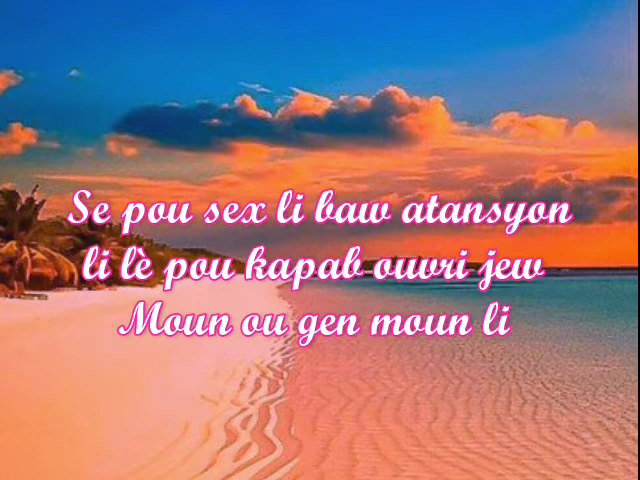 Se pou sex li baw atansyon
li lè pou kapab ouvri jew
Moun ou gen moun li